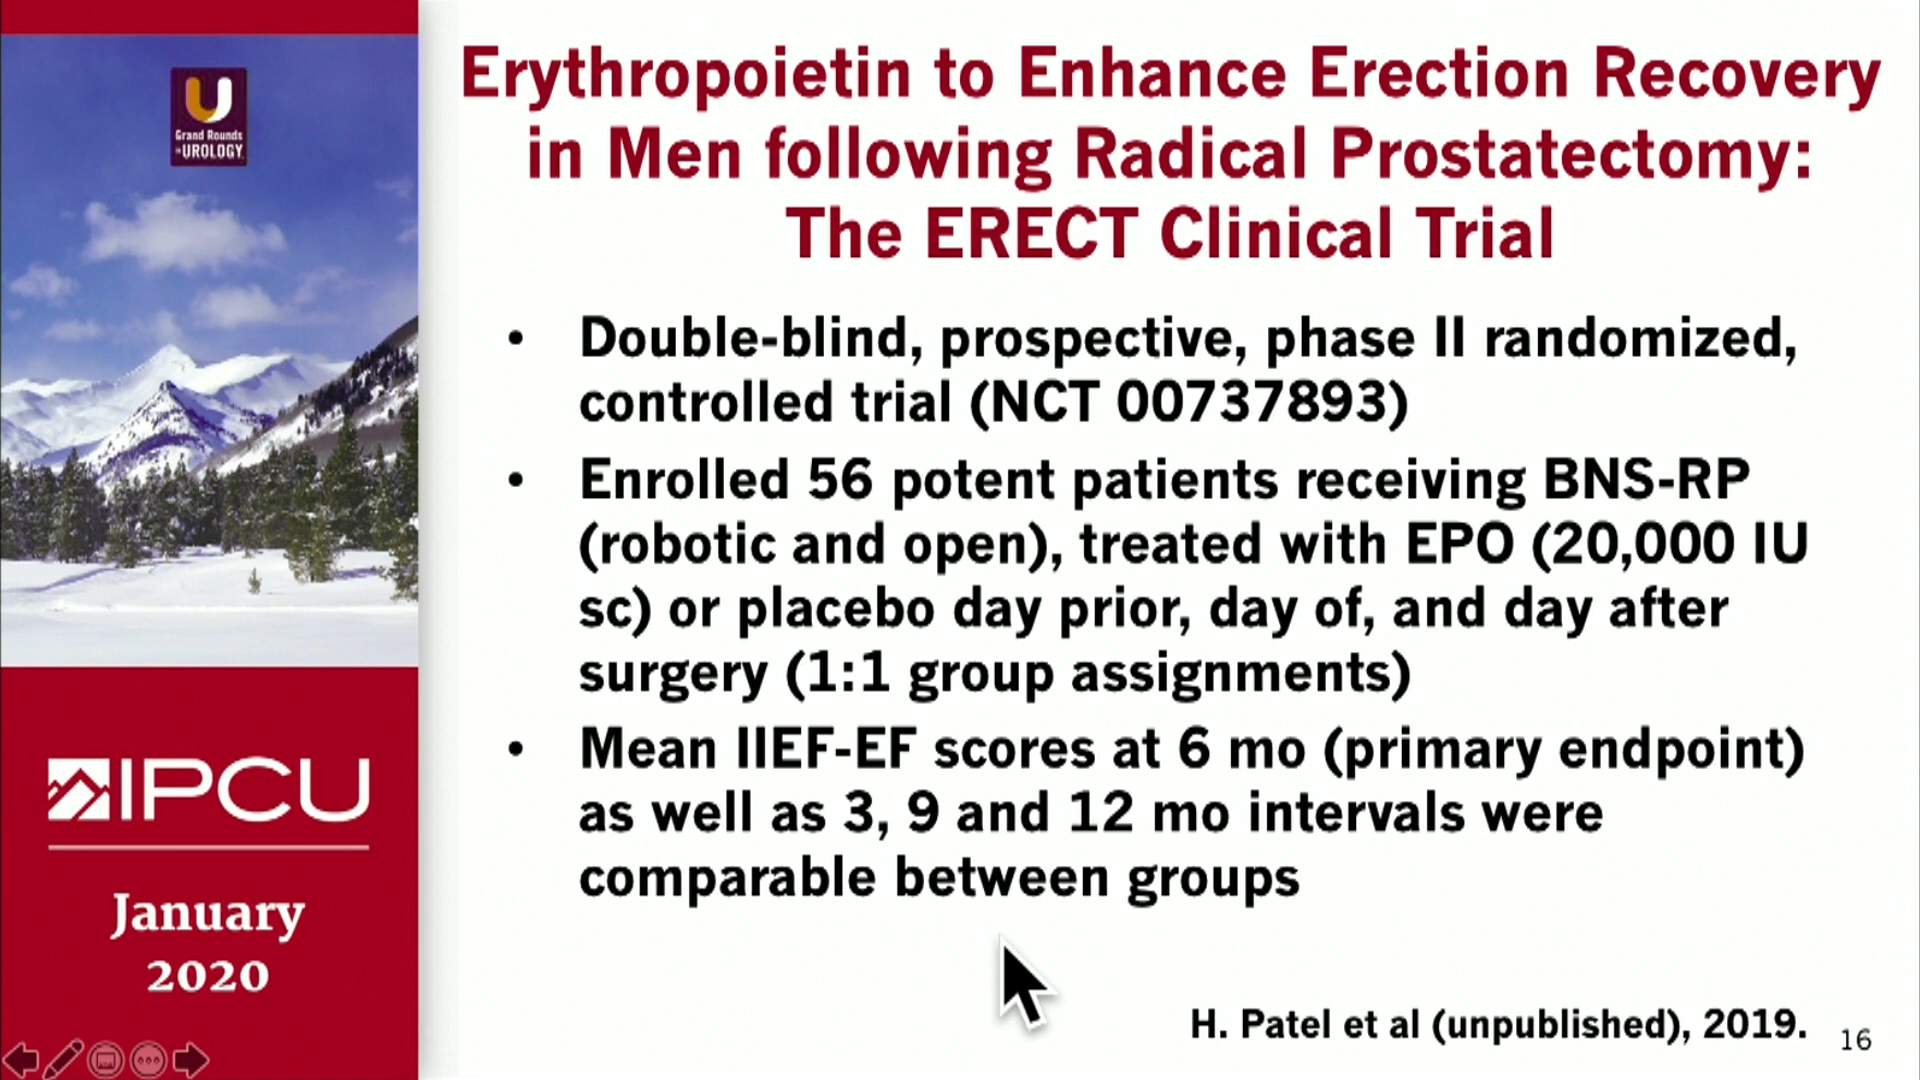 U
Grand Rounds
in UROLOGY
IPCU
January
2020
Erythropoietin to Enhance Erection Recovery
in Men following Radical Prostatectomy:
The ERECT Clinical Trial
• Double-blind, prospective, phase II randomized,
controlled trial (NCT 00737893)
• Enrolled 56 potent patients receiving BNS-RP
(robotic and open), treated with EPO (20,000 IU
sc) or placebo day prior, day of, and day after
surgery (1:1 group assignments)
• Mean IIEF-EF scores at 6 mo (primary endpoint)
as well as 3, 9 and 12 mo intervals were
comparable between groups
H. Patel et al (unpublished), 2019.
16